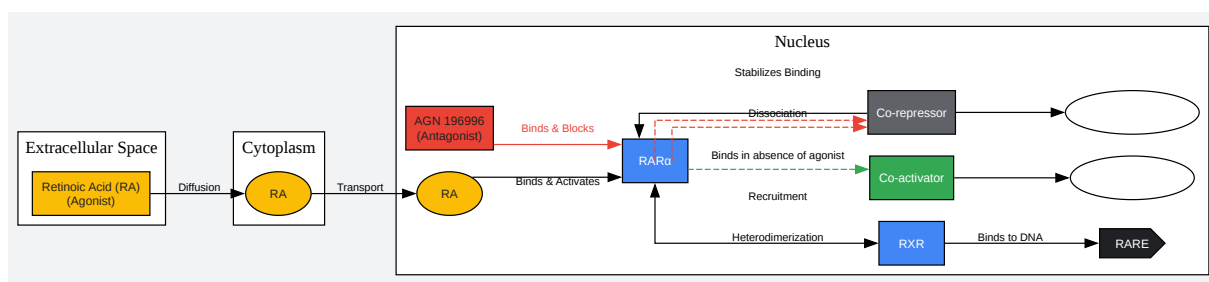 Nucleus
Stabilizes Binding
AGN 196996
(Antagonist)
Binds & Blocks
Dissociation
Co-repressor
Extracellular Space
Cytoplasm
RARα
Binds in absence of agonist
Co-activator
Retinoic Acid (RA)
(Agonist)
Diffusion
RA
Transport
RA
Binds & Activates
Recruitment
Heterodimerization
RXR
Binds to DNA
RARE